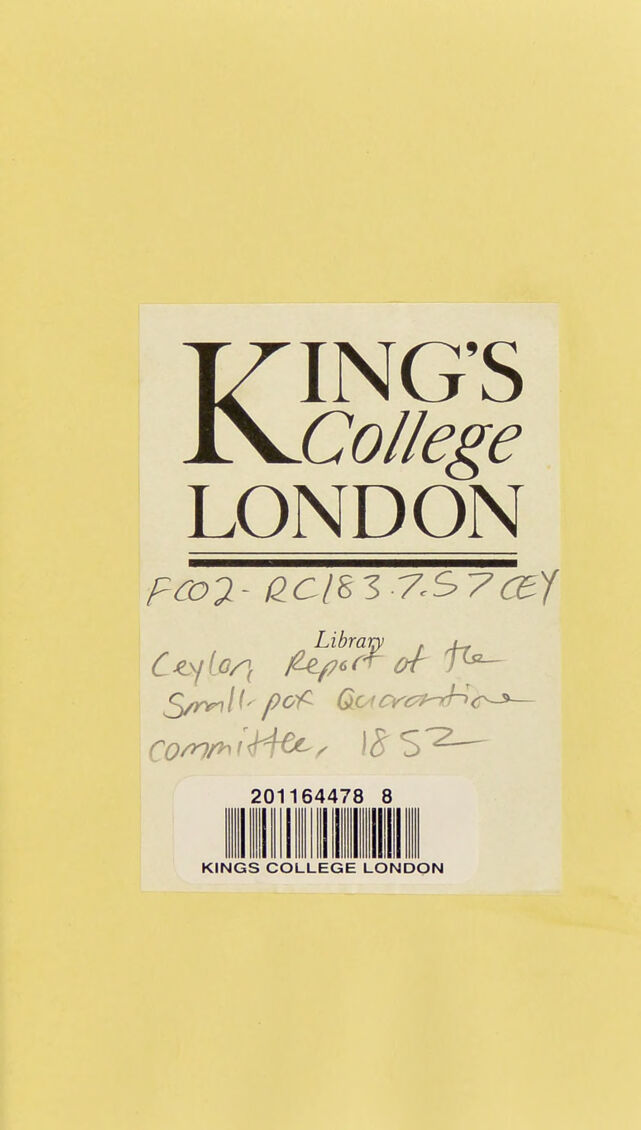 KING'S
College
LONDON
FCO2 - RC183.7.S7 CEY
Library
Ceylon, Report of the
Small-pox Quarantine
committee, 1852
201164478 8
KINGS COLLEGE LONDON